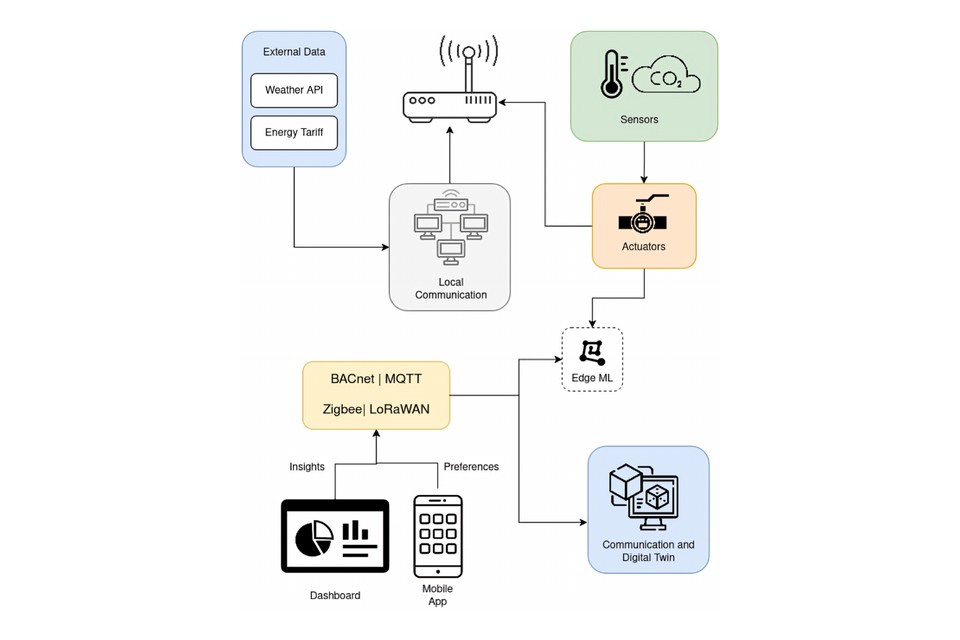 External Data
Weather API
Energy Tariff
CO2
Sensors
Actuators
Local
Communication
Edge ML
BACnet | MQTT
Zigbee| LoRaWAN
Insights
Preferences
Dashboard
Mobile
App
Communication and
Digital Twin